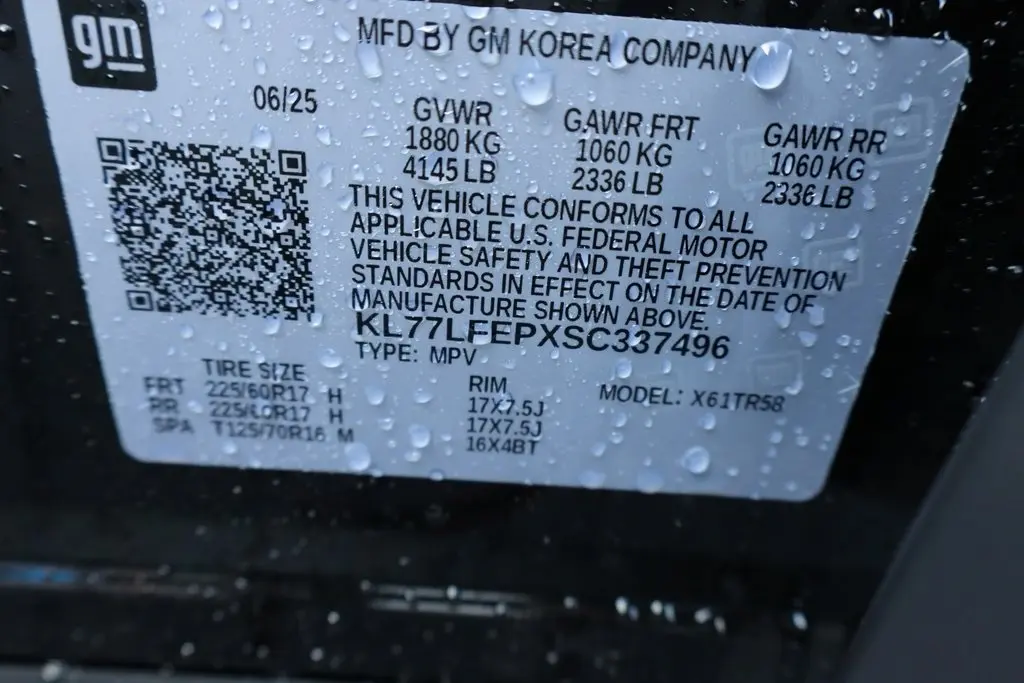 gm
MFD BY GM KOREA COMPANY
06/25
GVWR
1880 KG
4145 LB
GAWR FRT
1060 KG
2336 LB
GAWR RR
1060 KG
2336 LB
THIS VEHICLE CONFORMS TO ALL
APPLICABLE U.S. FEDERAL MOTOR
VEHICLE SAFETY AND THEFT PREVENTION
STANDARDS IN EFFECT ON THE DATE OF
MANUFACTURE SHOWN ABOVE.
KL77LFEPXSC337496
TYPE: MPV
MODEL: X61TR58
TIRE SIZE RIM
FRT 225/60R17 H 17X7.5J
RR 225/60R17 H 17X7.5J
SPA T125/70R16 M 16X4BT